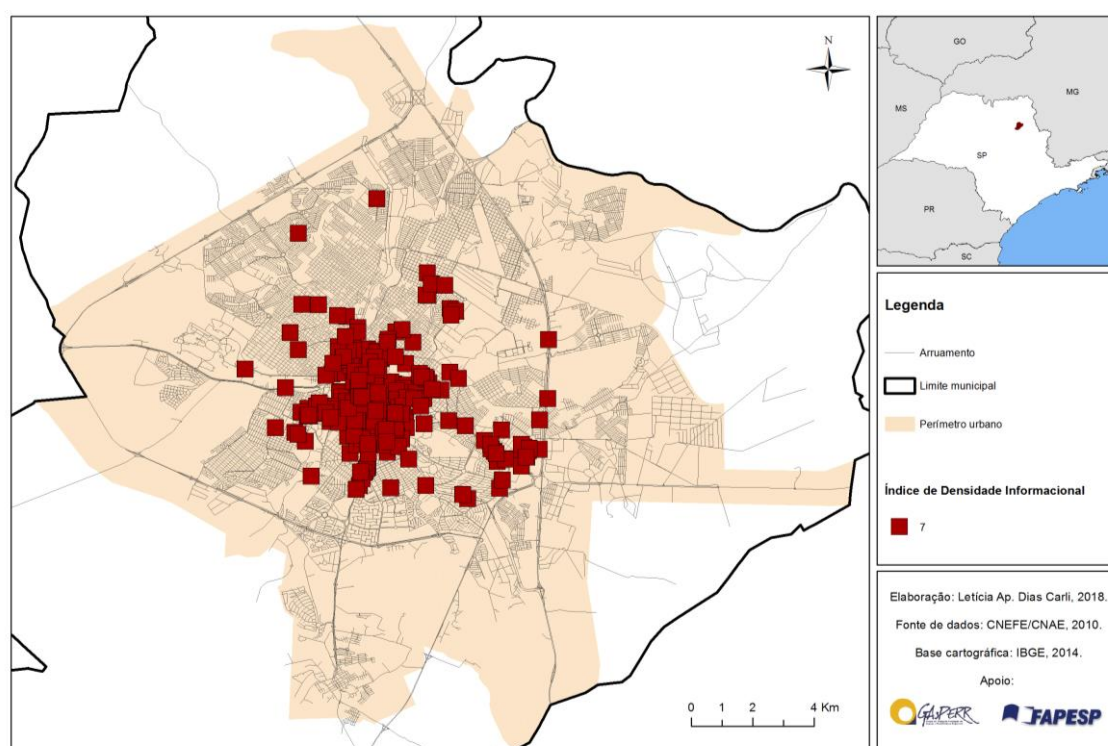 N
0 1 2 4 Km
GO
MG
MS
SP
PR
SC
Legenda
Arruamento
Limite municipal
Perímetro urbano
Índice de Densidade Informacional
7
Elaboração: Letícia Ap. Dias Carli, 2018.
Fonte de dados: CNEFE/CNAE, 2010.
Base cartográfica: IBGE, 2014.
Apoio:
GAsPERR
FAPESP